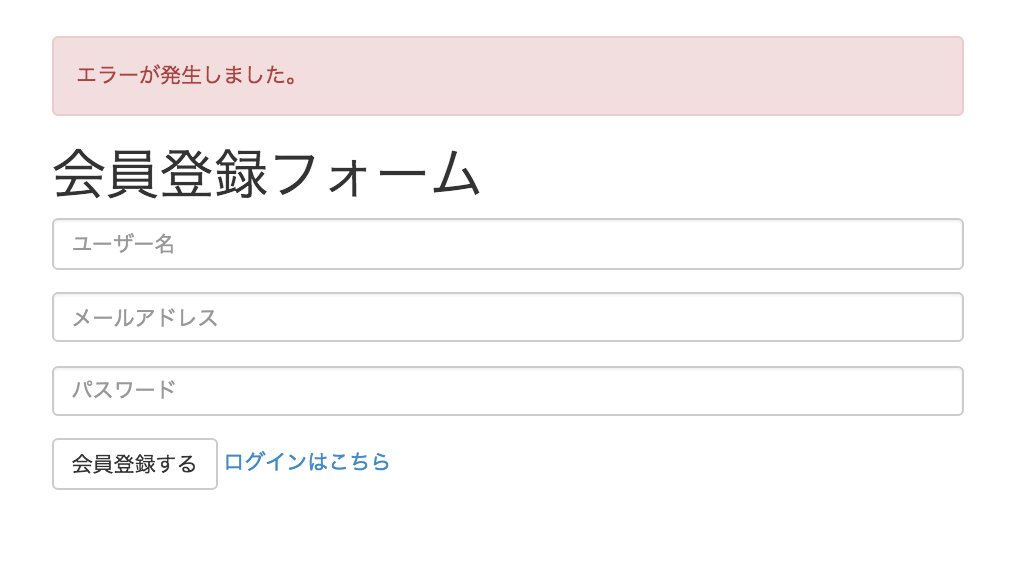 エラーが発生しました。
会員登録フォーム
ユーザー名
メールアドレス
パスワード
会員登録する ログインはこちら